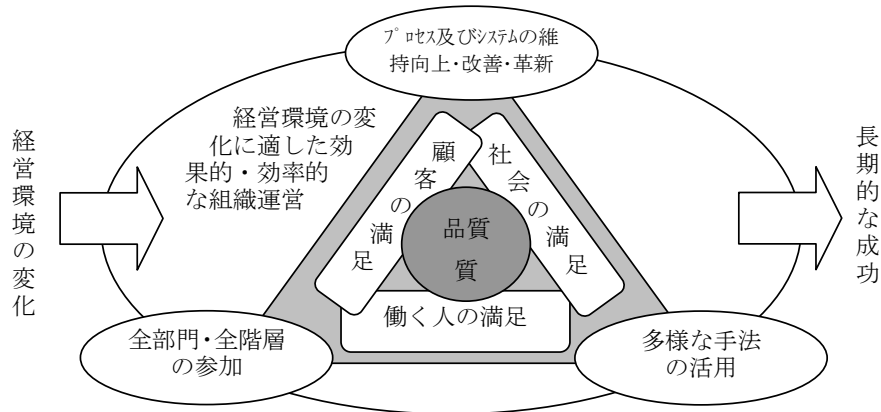 プロセス及びシステムの維
持向上・改善・革新
経営環境の変
化に適した効
果的・効率的
な組織運営
経営環境の変化
顧客の満足
社会の満足
品質
質
働く人の満足
長期的な成功
全部門・全階層
の参加
多様な手法
の活用